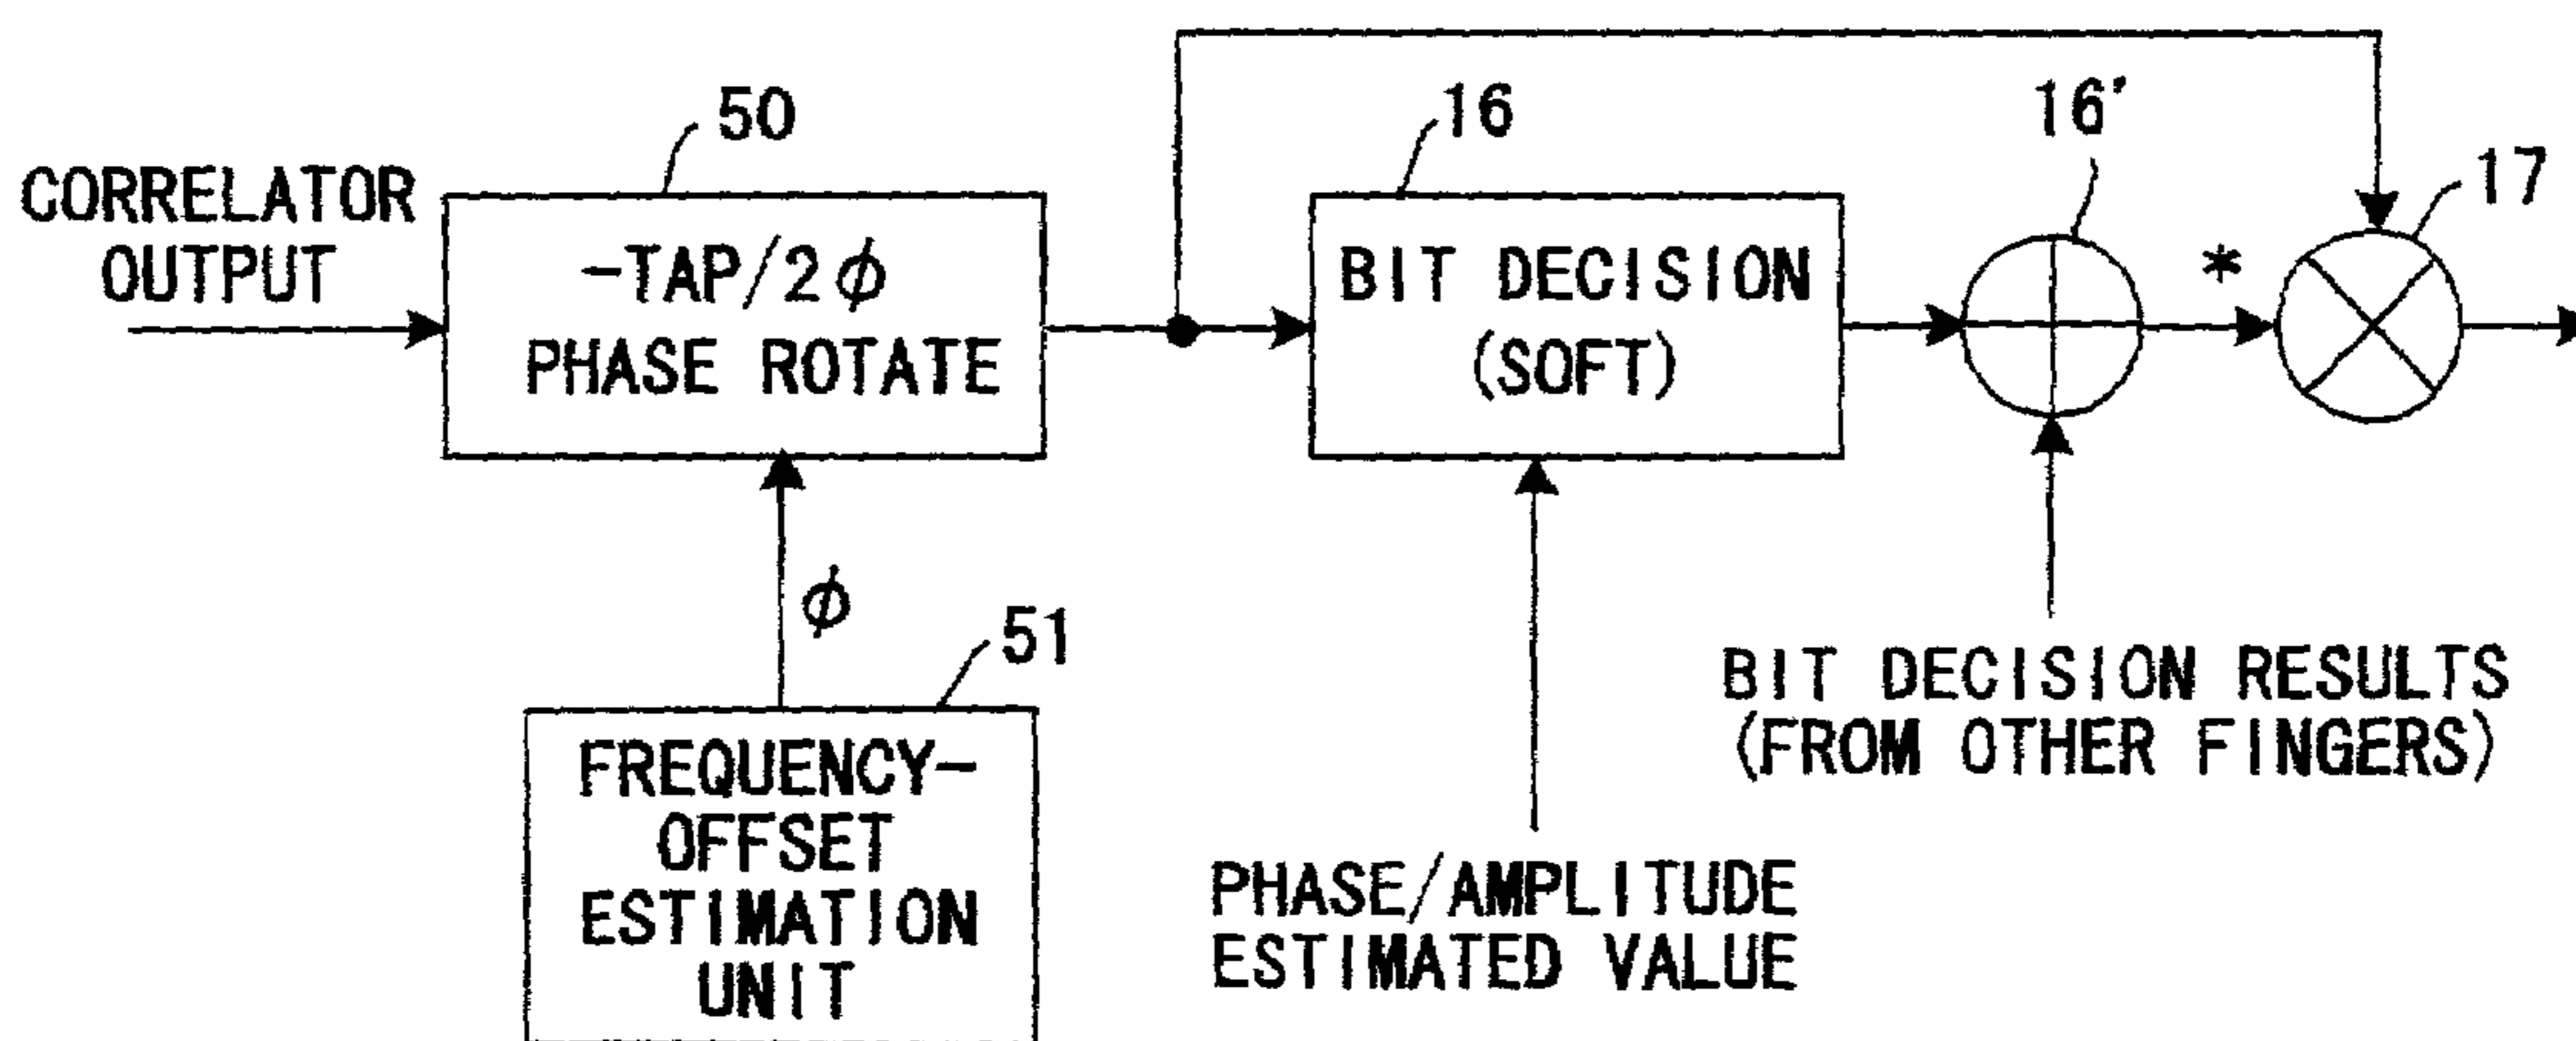 50
16
16'
17
CORRELATOR
OUTPUT
-TAP/2φ
PHASE ROTATE
BIT DECISION
(SOFT)
*
φ
51
FREQUENCY-
OFFSET
ESTIMATION
UNIT
PHASE/AMPLITUDE
ESTIMATED VALUE
BIT DECISION RESULTS
(FROM OTHER FINGERS)